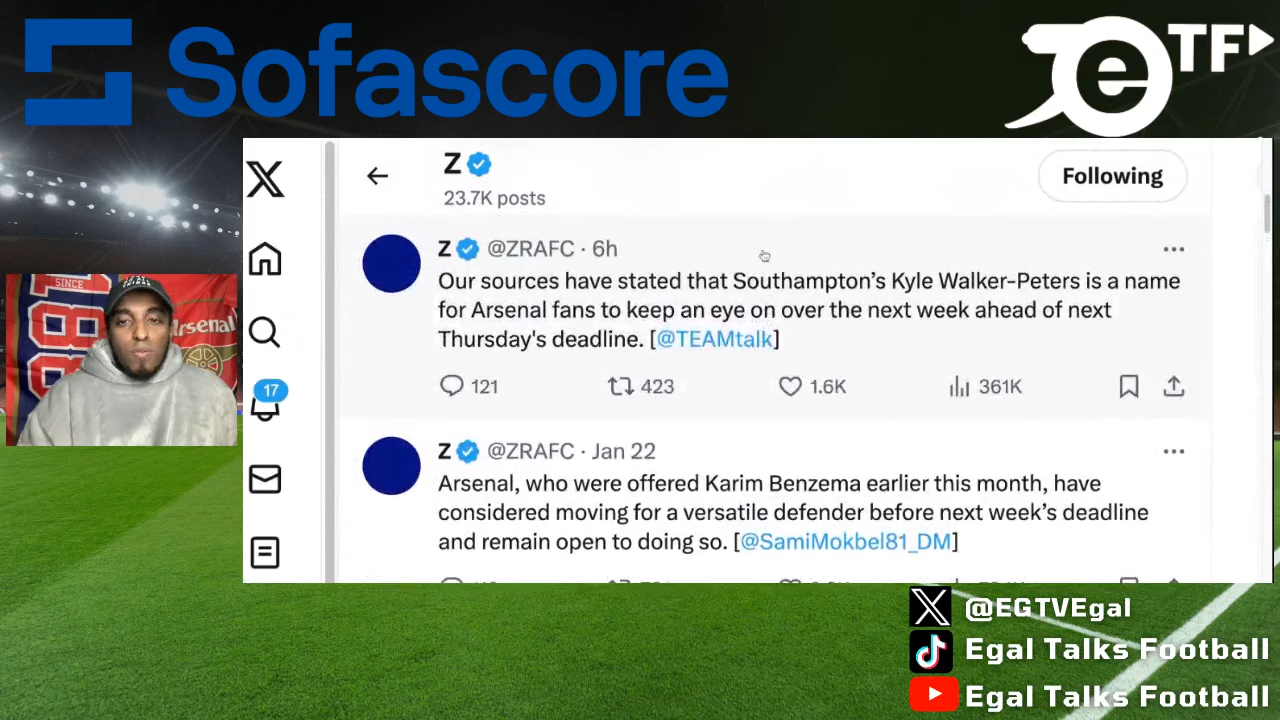 Sofascore
eTF
Z
23.7K posts
Following
Z @ZRAFC · 6h
Our sources have stated that Southampton’s Kyle Walker-Peters is a name
for Arsenal fans to keep an eye on over the next week ahead of next
Thursday's deadline. [@TEAMtalk]
121 423 1.6K 361K
17
SINCE
Arsenal
Z @ZRAFC · Jan 22
Arsenal, who were offered Karim Benzema earlier this month, have
considered moving for a versatile defender before next week’s deadline
and remain open to doing so. [@SamiMokbel81_DM]
@EGTVEgal
Egal Talks Football
Egal Talks Football